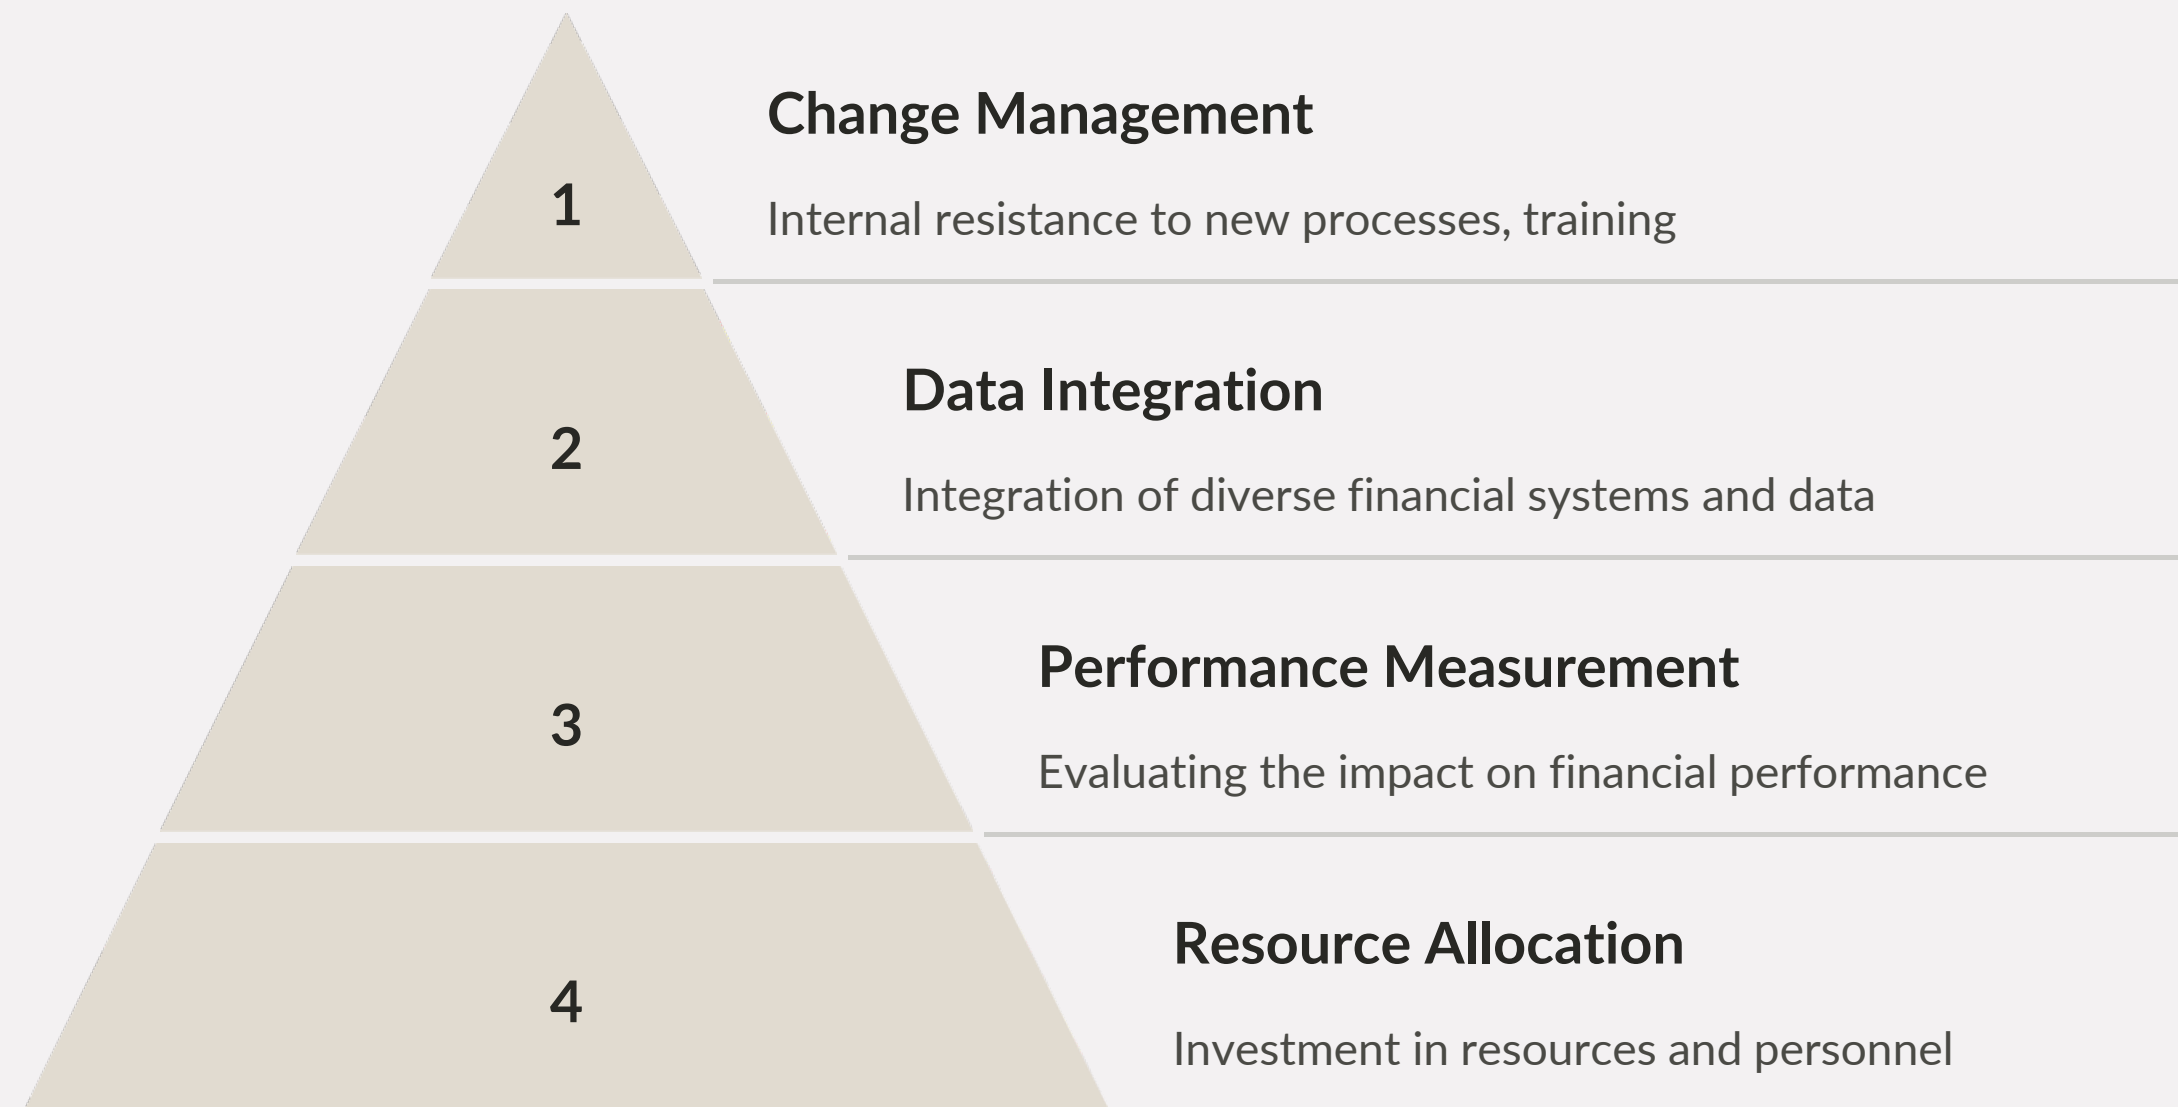 1
Change Management
Internal resistance to new processes, training
2
Data Integration
Integration of diverse financial systems and data
3
Performance Measurement
Evaluating the impact on financial performance
4
Resource Allocation
Investment in resources and personnel